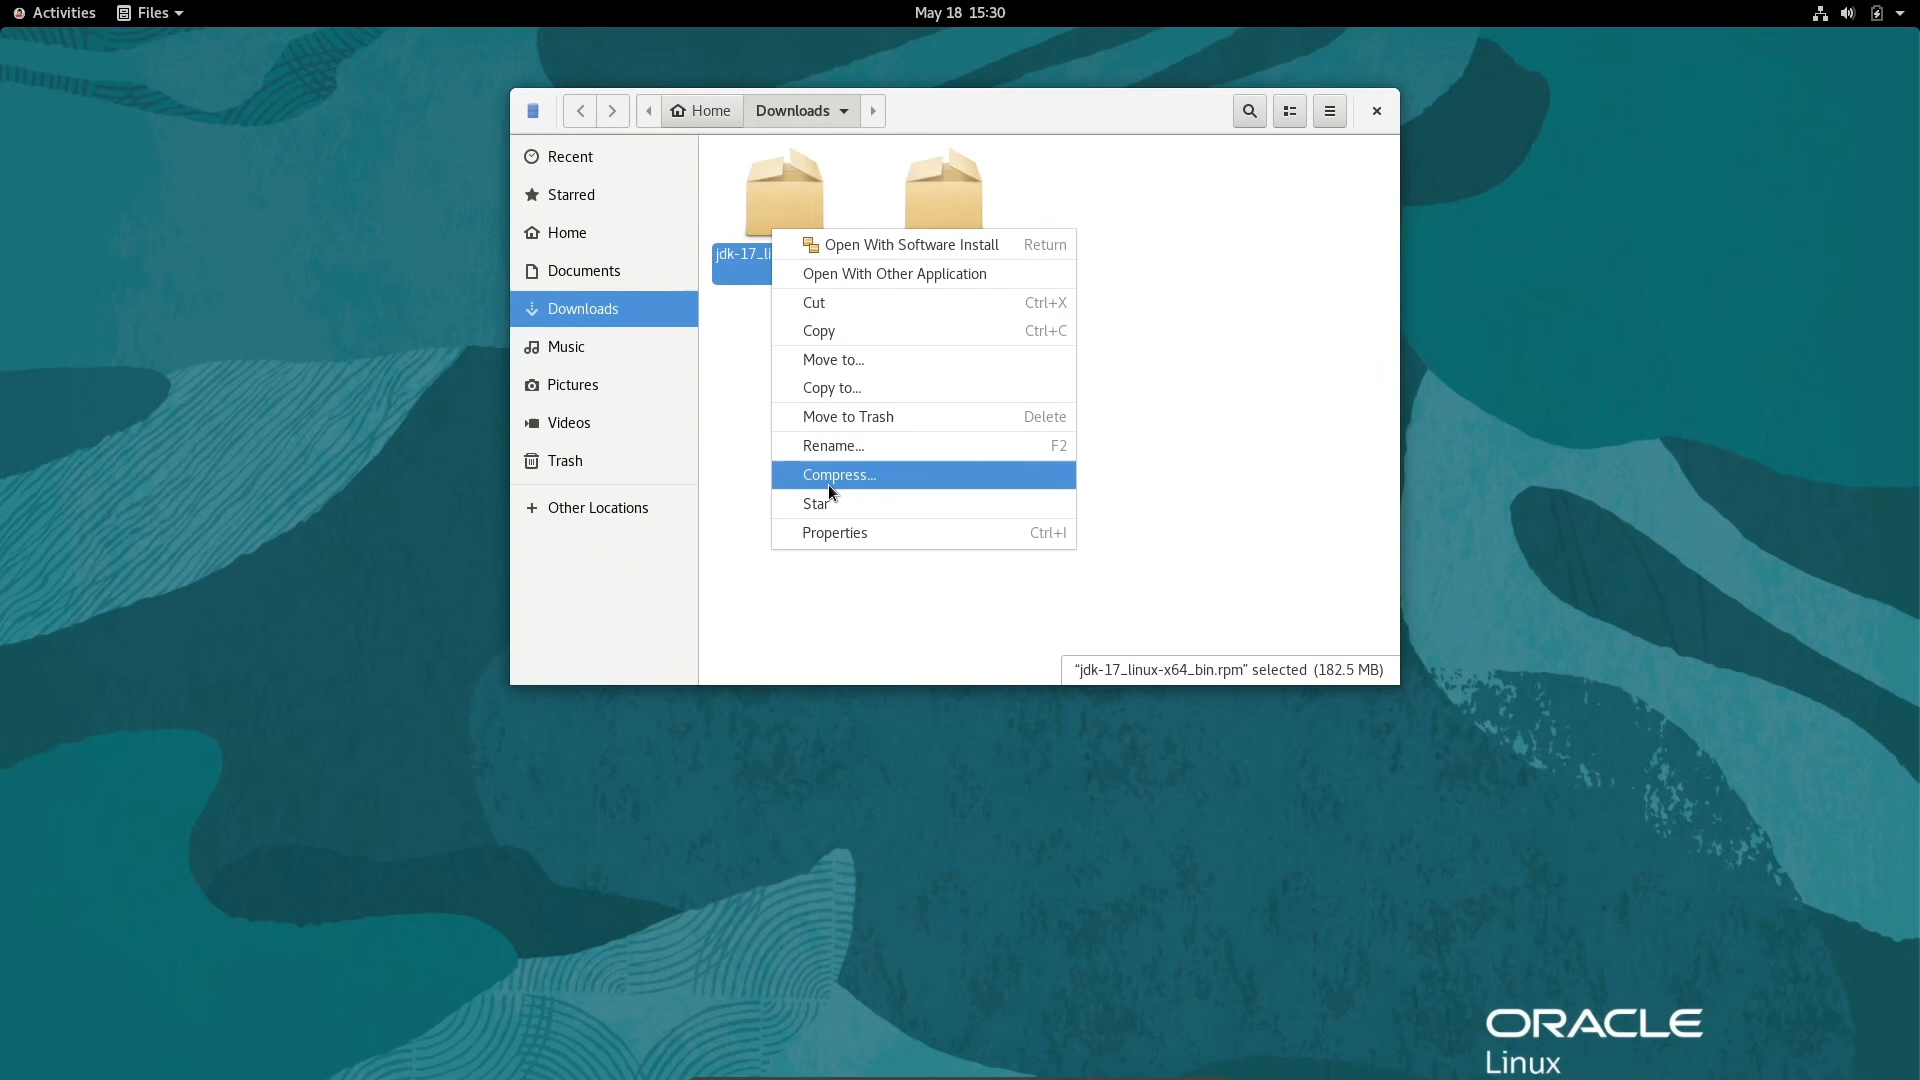 Activities Files May 18 15:30
Home Downloads
Recent
Starred
Home
Documents
Downloads
Music
Pictures
Videos
Trash
Other Locations
jdk-17_li
Open With Software Install Return
Open With Other Application
Cut Ctrl+X
Copy Ctrl+C
Move to...
Copy to...
Move to Trash Delete
Rename... F2
Compress...
Star
Properties Ctrl+I
“jdk-17_linux-x64_bin.rpm” selected (182.5 MB)
ORACLE
Linux